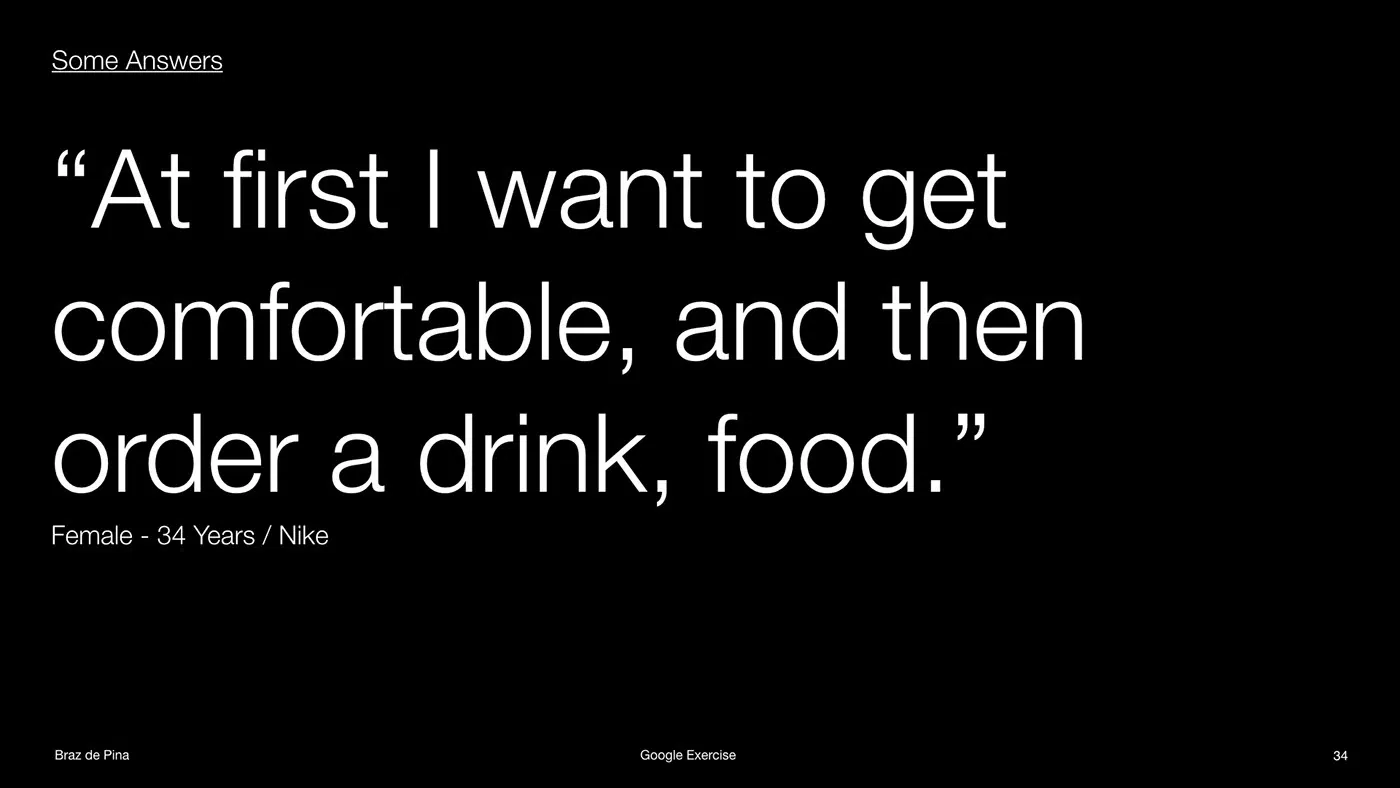 Some Answers
“At first I want to get
comfortable, and then
order a drink, food.”
Female - 34 Years / Nike
Braz de Pina
Google Exercise
34